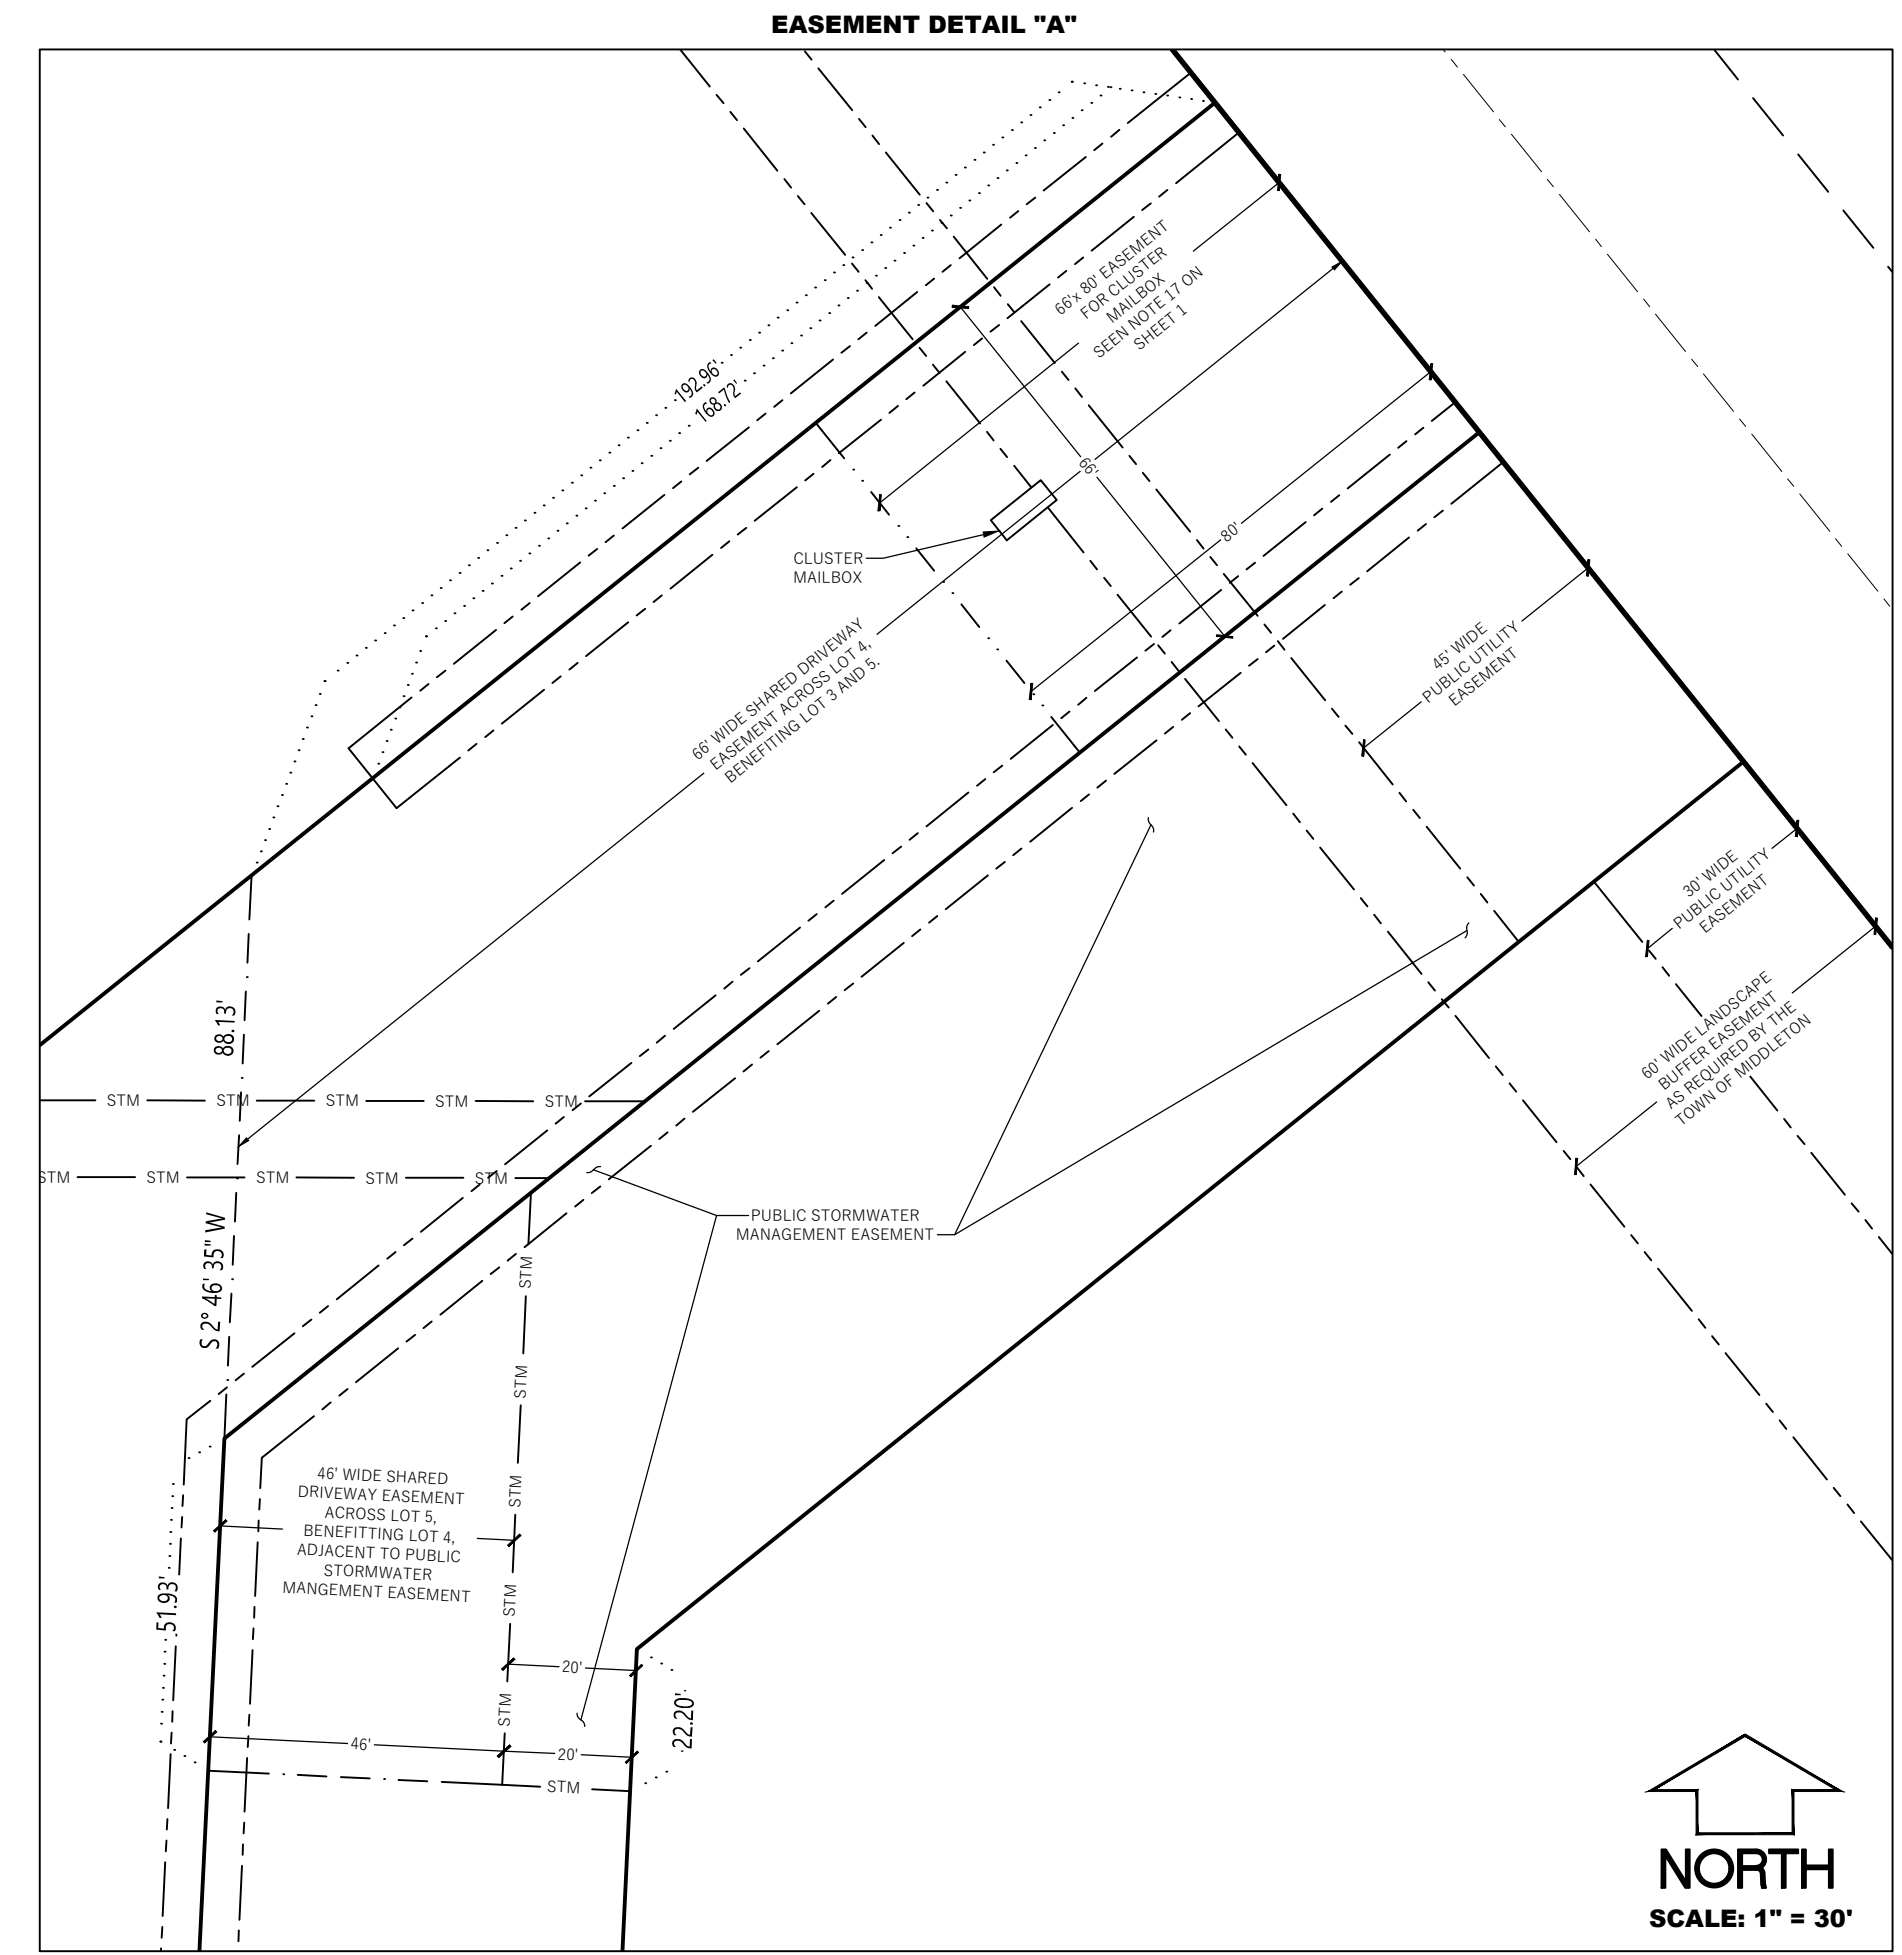 EASEMENT DETAIL "A"
66'x 80' EASEMENT
FOR CLUSTER
MAILBOX
SEEN NOTE 17 ON
SHEET 1
192.96'
168.72'
66'
80'
CLUSTER
MAILBOX
66' WIDE SHARED DRIVEWAY
EASEMENT ACROSS LOT 4,
BENEFITING LOT 3 AND 5.
45' WIDE
PUBLIC UTILITY
EASEMENT
30' WIDE
PUBLIC UTILITY
EASEMENT
60' WIDE LANDSCAPE
BUFFER EASEMENT
AS REQUIRED BY THE
TOWN OF MIDDLETON
88.13'
STM STM STM STM STM
STM STM STM STM STM
S 2° 46' 35" W
PUBLIC STORMWATER
MANAGEMENT EASEMENT
STM
STM
STM
STM
STM
46' WIDE SHARED
DRIVEWAY EASEMENT
ACROSS LOT 5,
BENEFITTING LOT 4,
ADJACENT TO PUBLIC
STORMWATER
MANGEMENT EASEMENT
51.93'
20'
22.20'
46'
20'
STM
NORTH
SCALE: 1" = 30'